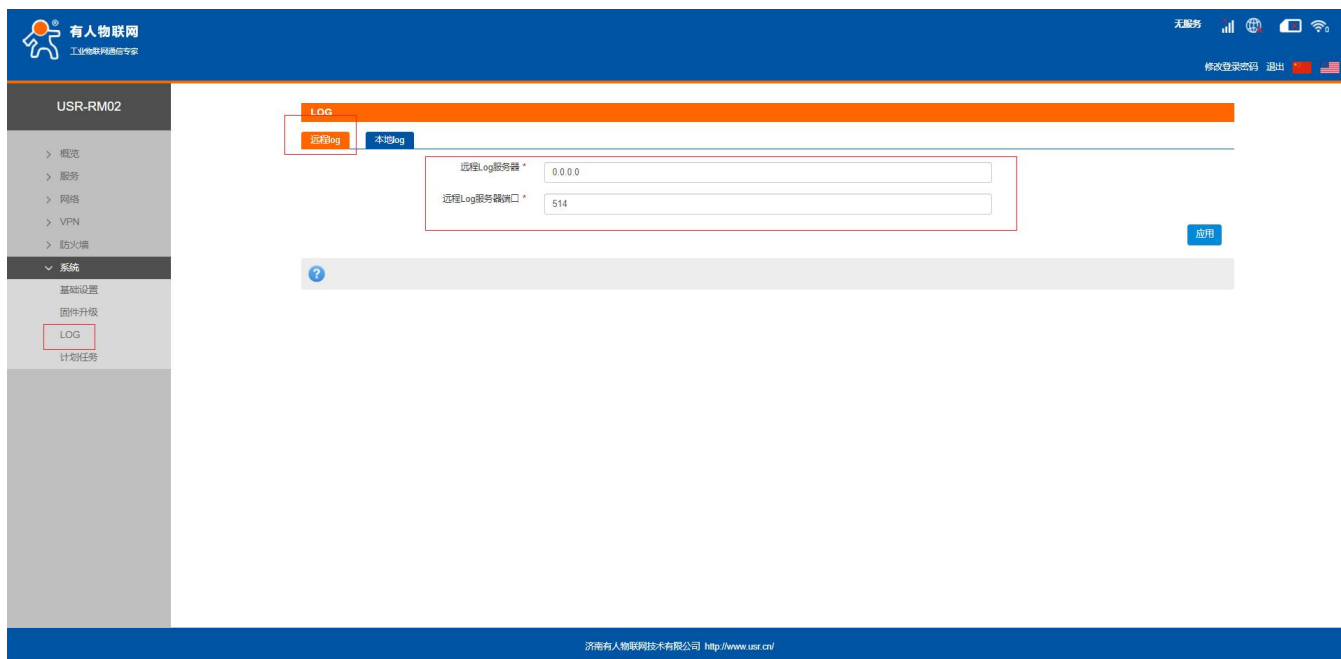 有人物联网
工业物联网通信专家
无服务
修改登录密码 退出
USR-RM02
概览
服务
网络
VPN
防火墙
系统
基础设置
固件升级
LOG
计划任务
LOG
远程log 本地log
远程Log服务器 * 0.0.0.0
远程Log服务器端口 * 514
应用
济南有人物联网技术有限公司 http://www.usr.cn/